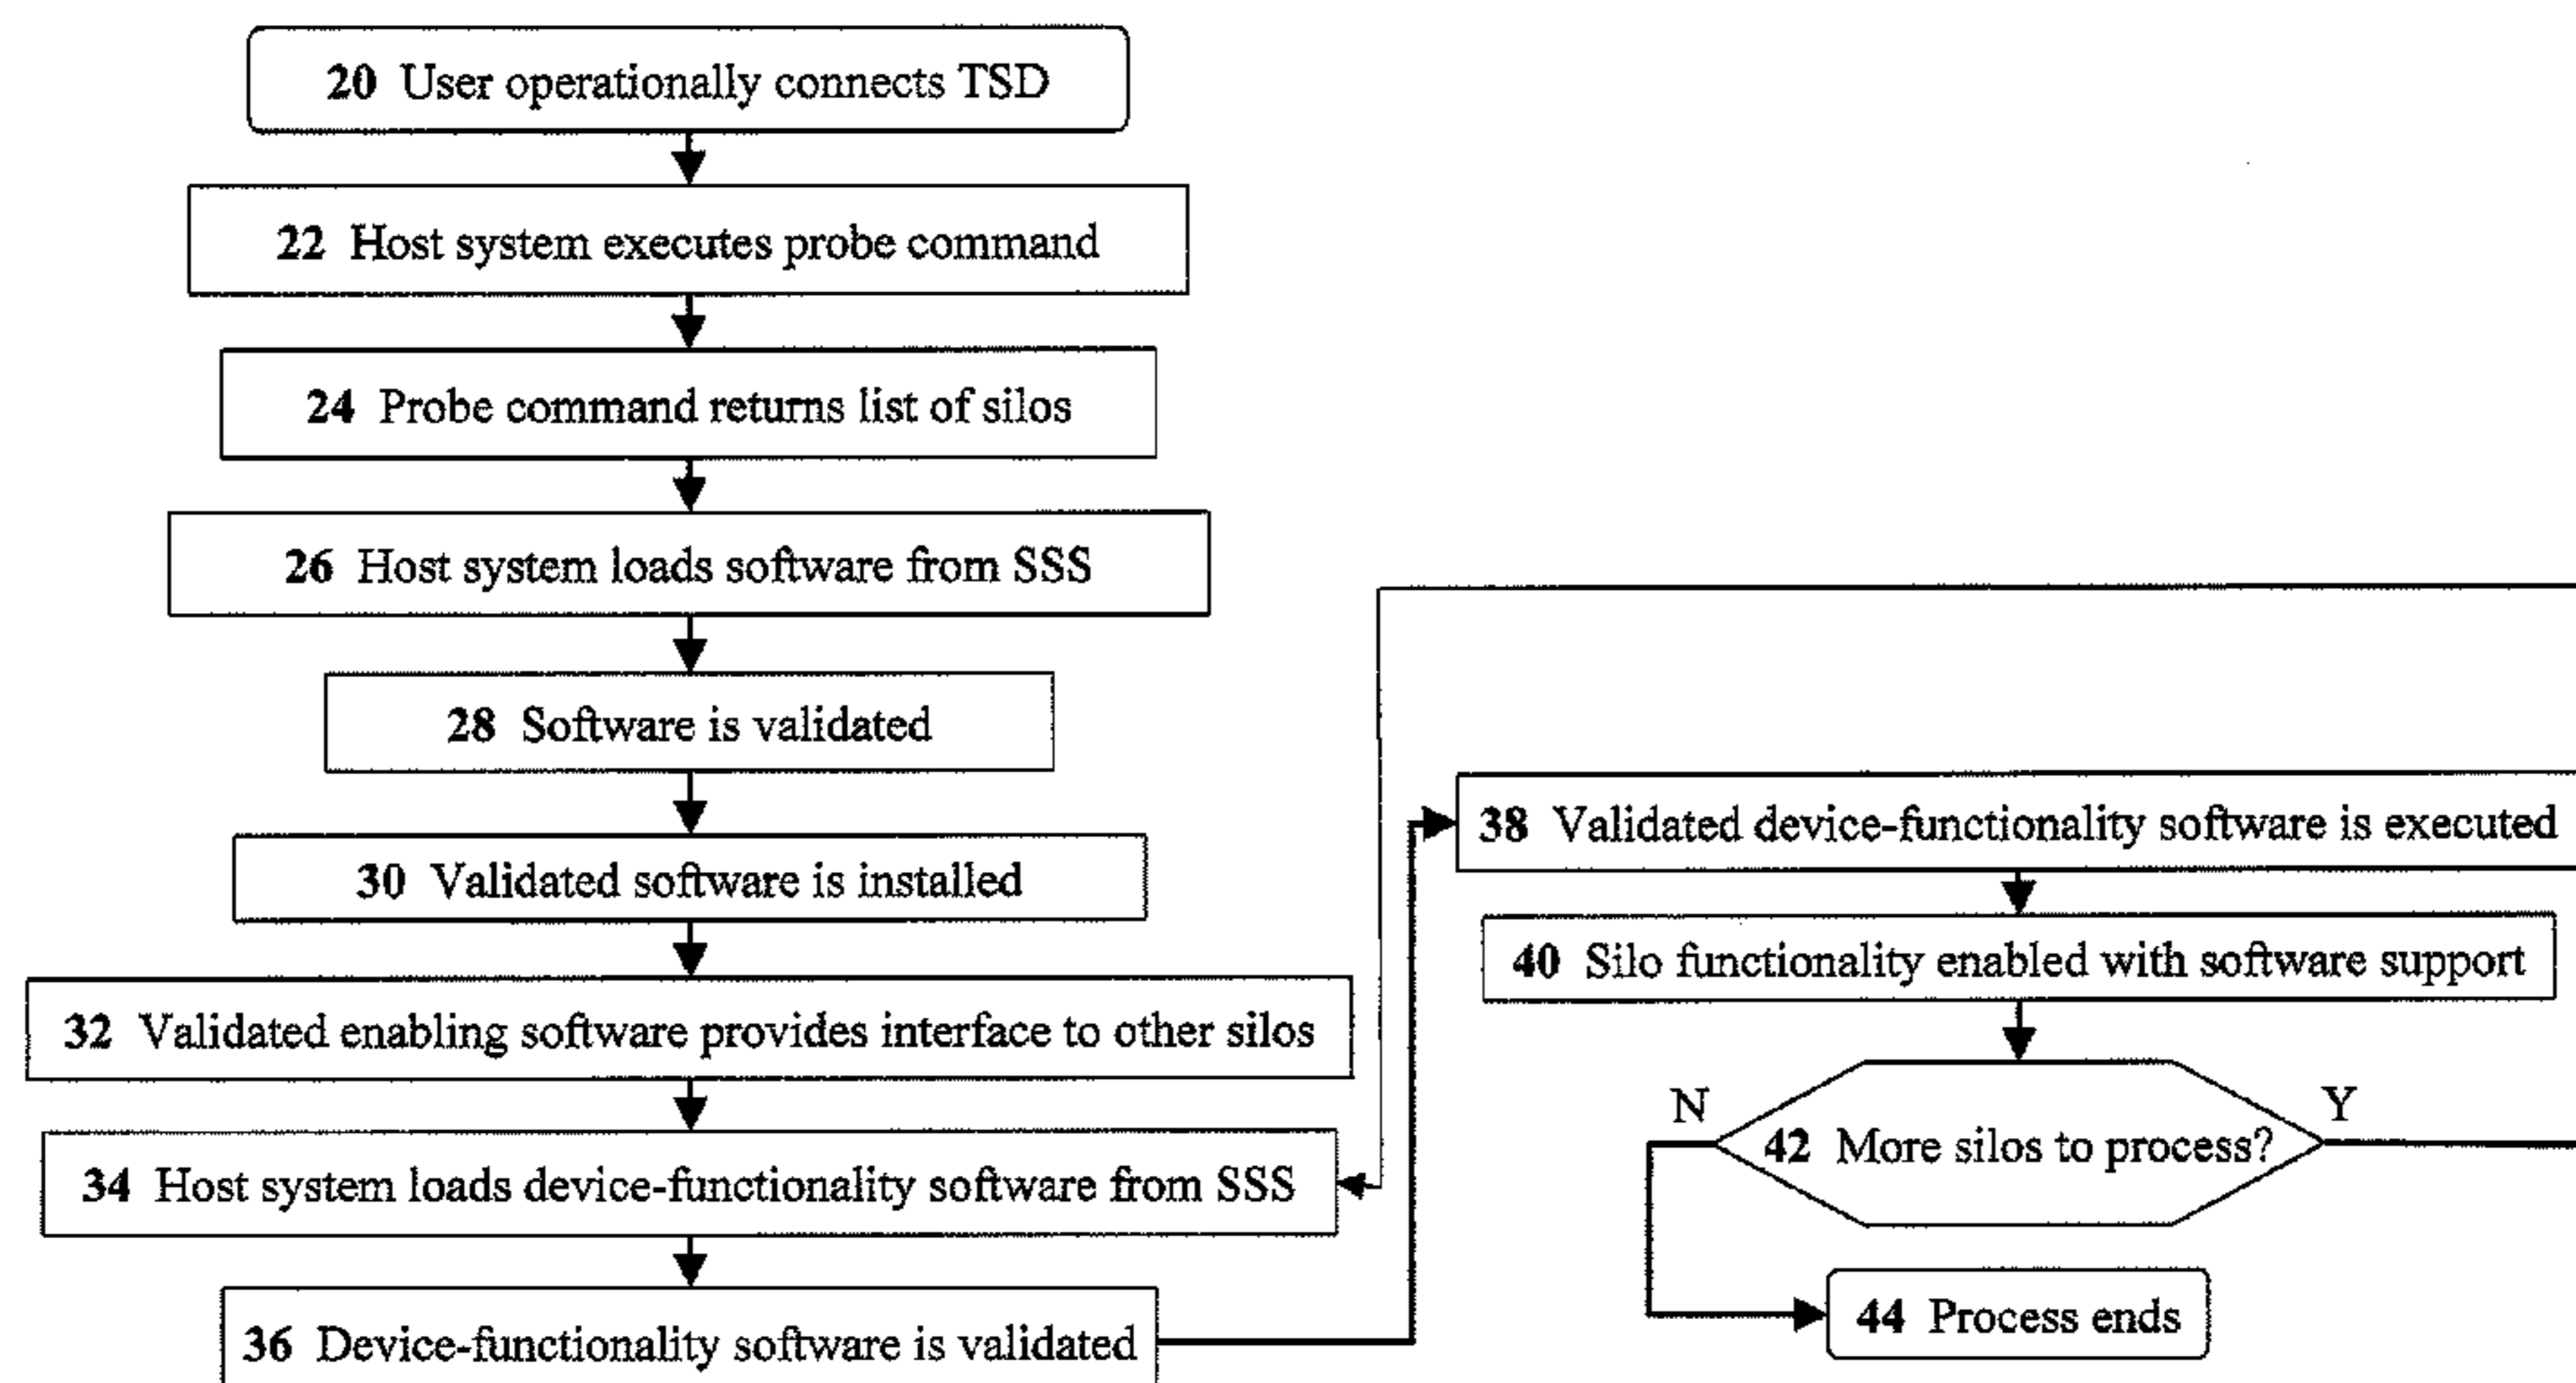 20 User operationally connects TSD
22 Host system executes probe command
24 Probe command returns list of silos
26 Host system loads software from SSS
28 Software is validated
30 Validated software is installed
32 Validated enabling software provides interface to other silos
34 Host system loads device-functionality software from SSS
36 Device-functionality software is validated
38 Validated device-functionality software is executed
40 Silo functionality enabled with software support
N
Y
42 More silos to process?
44 Process ends